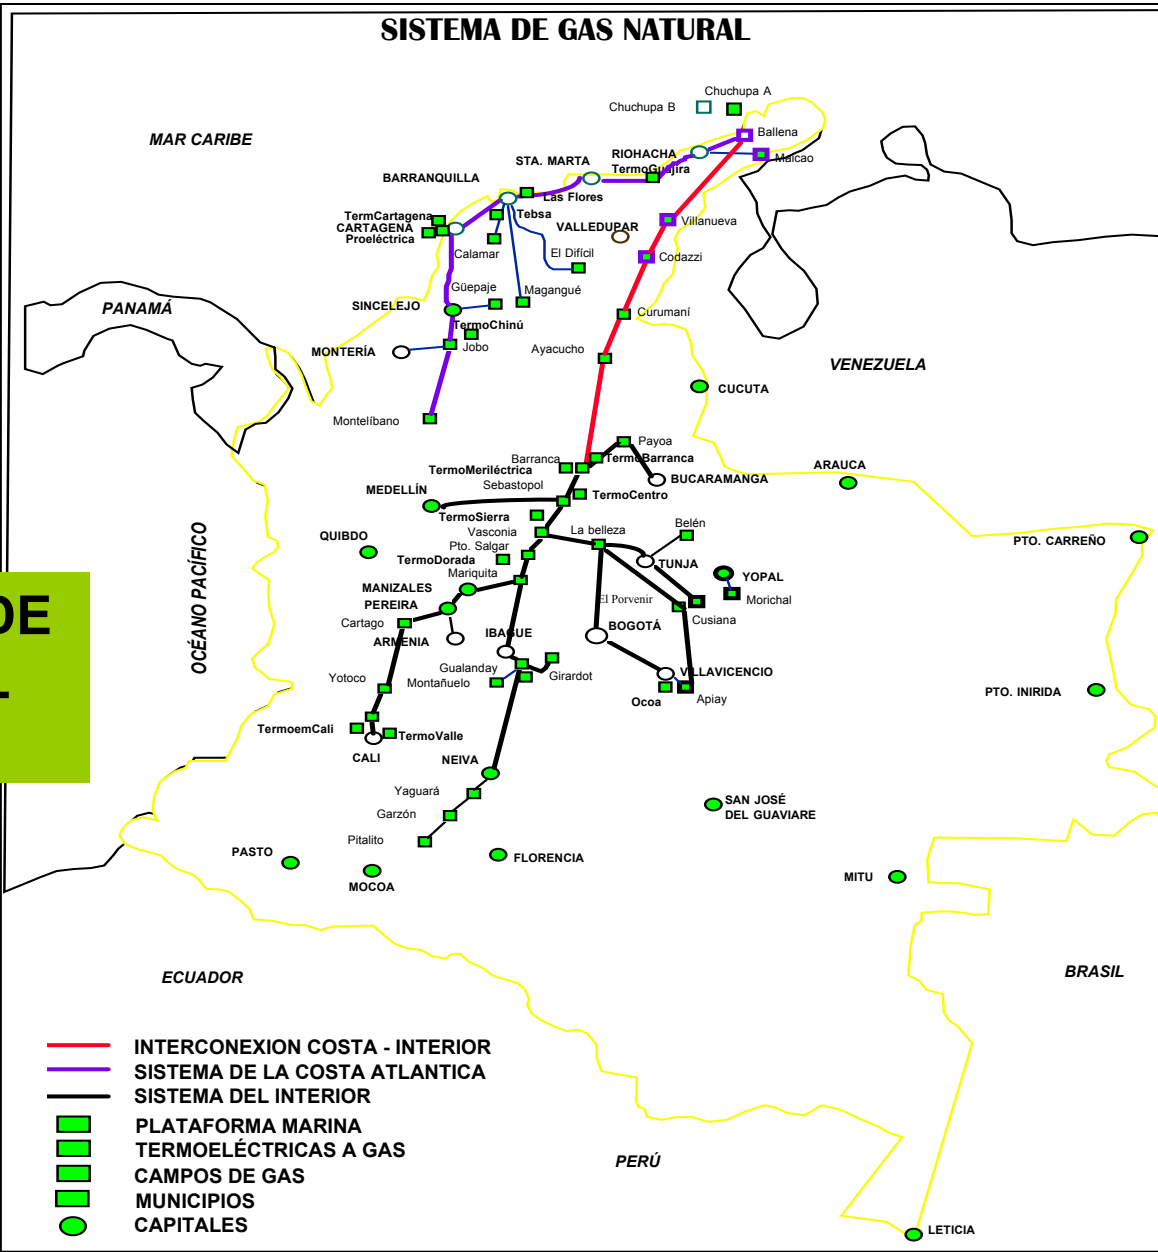 SISTEMA DE GAS NATURAL
Chuchupa A
Chuchupa B
MAR CARIBE
Ballena
RIOHACHA
Maicao
STA. MARTA
TermoGuajira
BARRANQUILLA
Las Flores
TermCartagena
Tebsa
VALLEDUPAR
Villanueva
CARTAGENA
Proeléctrica
Calamar
El Difícil
Codazzi
Güepaje
Magangué
PANAMÁ
SINCELEJO
Curumaní
TermoChinú
Jobo
MONTERÍA
Ayacucho
VENEZUELA
CUCUTA
Montelíbano
Payoa
Barranca
TermoBarranca
TermoMeriléctrica
ARAUCA
Sebastopol
BUCARAMANGA
MEDELLÍN
TermoCentro
TermoSierra
Belén
Vasconia
La belleza
QUIBDO
Pto. Salgar
PTO. CARREÑO
TermoDorada
TUNJA
Mariquita
YOPAL
MANIZALES
Morichal
PEREIRA
El Porvenir
Cusiana
Cartago
BOGOTÁ
ARMENIA
IBAGUE
OCÉANO PACÍFICO
DE
Gualanday
Girardot
VILLAVICENCIO
Yotoco
Montañuelo
Ocoa
Apiay
PTO. INIRIDA
TermoemCali
TermoValle
CALI
NEIVA
Yaguará
SAN JOSÉ
DEL GUAVIARE
Garzón
Pitalito
PASTO
FLORENCIA
MOCOA
MITU
ECUADOR
BRASIL
INTERCONEXION COSTA - INTERIOR
SISTEMA DE LA COSTA ATLANTICA
SISTEMA DEL INTERIOR
PLATAFORMA MARINA
TERMOELÉCTRICAS A GAS
CAMPOS DE GAS
MUNICIPIOS
CAPITALES
PERÚ
LETICIA